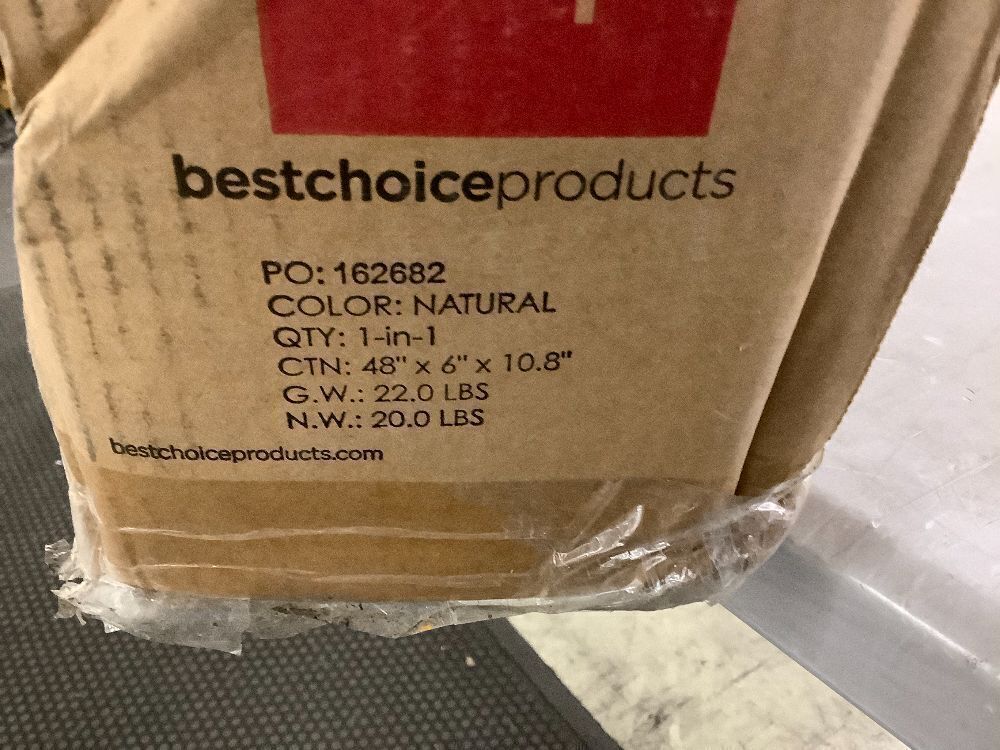 bestchoiceproducts
PO: 162682
COLOR: NATURAL
QTY: 1-in-1
CTN: 48" x 6" x 10.8"
G.W.: 22.0 LBS
N.W.: 20.0 LBS
bestchoiceproducts.com